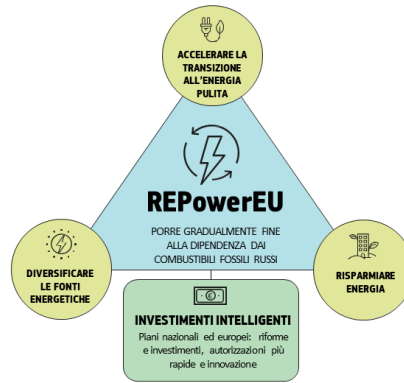 ACCELERARE LA
TRANSIZIONE
ALL'ENERGIA
PULITA
REPowerEU
PORRE GRADUALMENTE FINE
ALLA DIPENDENZA DAI
COMBUSTIBILI FOSSILI RUSSI
DIVERSIFICARE
LE FONTI
ENERGETICHE
RISPARMIARE
ENERGIA
INVESTIMENTI INTELLIGENTI
Piani nazionali ed europei: riforme
e investimenti, autorizzazioni più
rapide e innovazione